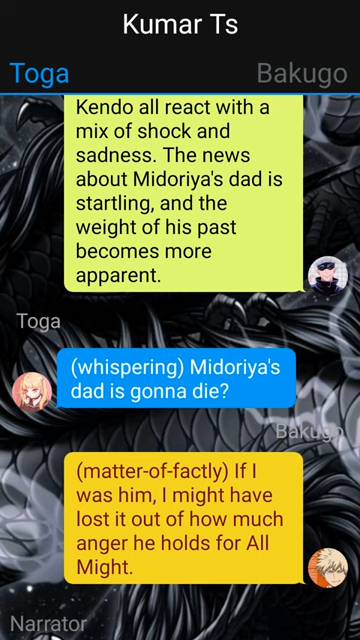 Kumar Ts
Toga Bakugo
Kendo all react with a
mix of shock and
sadness. The news
about Midoriya's dad is
startling, and the
weight of his past
becomes more
apparent.
Toga
(whispering) Midoriya's
dad is gonna die?
Bakugo
(matter-of-factly) If I
was him, I might have
lost it out of how much
anger he holds for All
Might.
Narrator